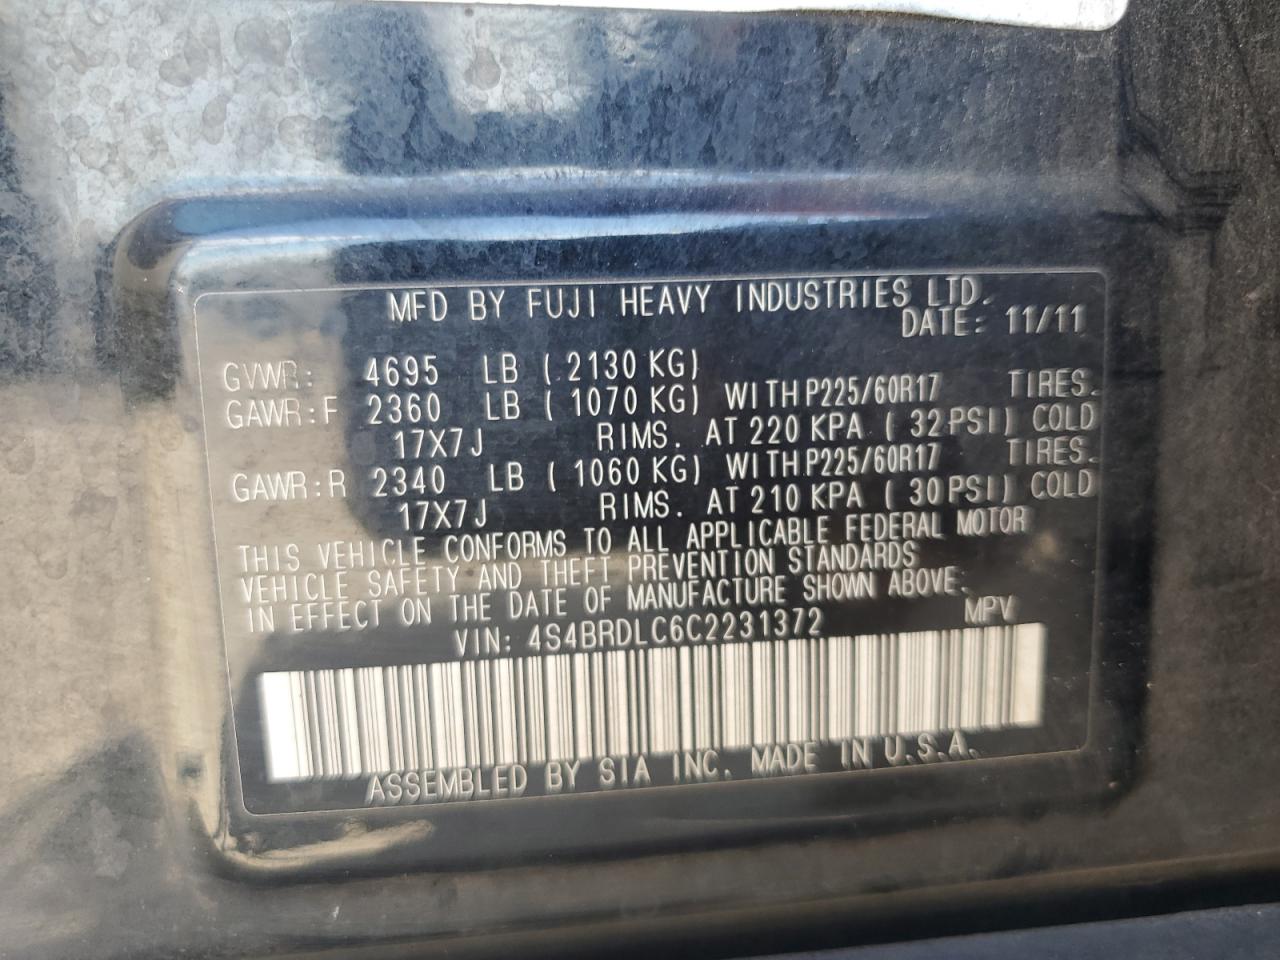 MFD BY FUJI HEAVY INDUSTRIES LTD.
DATE: 11/11
GVWR: 4695 LB ( 2130 KG)
GAWR:F 2360 LB ( 1070 KG) WITH P225/60R17 TIRES.
17X7J RIMS. AT 220 KPA ( 32 PSI) COLD
GAWR:R 2340 LB ( 1060 KG) WITH P225/60R17 TIRES.
17X7J RIMS. AT 210 KPA ( 30 PSI) COLD
THIS VEHICLE CONFORMS TO ALL APPLICABLE FEDERAL MOTOR
VEHICLE SAFETY AND THEFT PREVENTION STANDARDS
IN EFFECT ON THE DATE OF MANUFACTURE SHOWN ABOVE.
VIN: 4S4BRDLC6C2231372 MPV
ASSEMBLED BY SIA INC. MADE IN U.S.A.